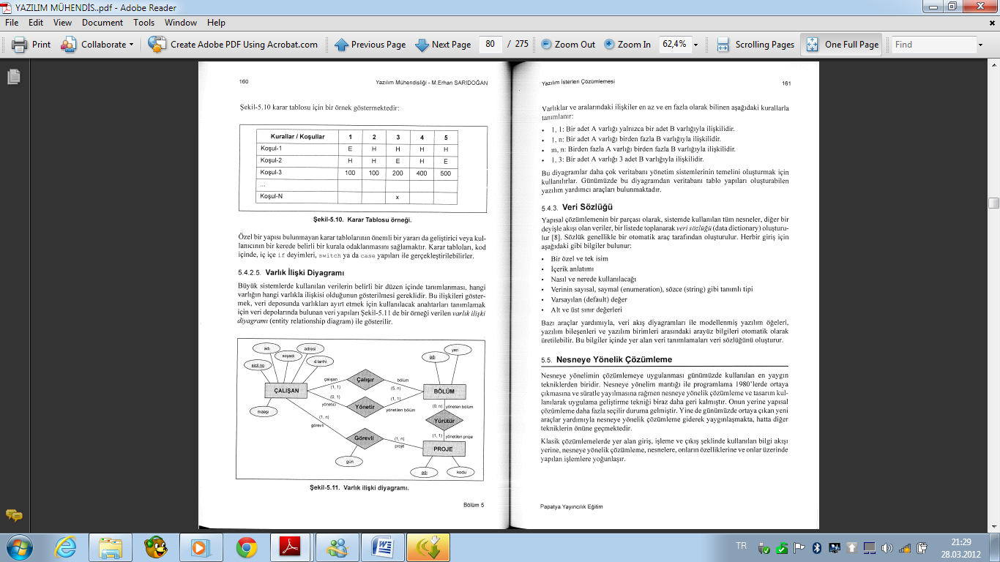 YAZILIM MÜHENDİS..pdf - Adobe Reader
File Edit View Document Tools Window Help
Print Collaborate Create Adobe PDF Using Acrobat.com Previous Page Next Page 80 / 275 Zoom Out Zoom In 62,4% Scrolling Pages One Full Page Find
160 Yazılım Mühendisliği - M.Erhan SARIDOĞAN
Şekil-5.10 karar tablosu için bir örnek göstermektedir:
Kurallar / Koşullar 1 2 3 4 5
Koşul-1 E H H H H
Koşul-2 H H E H E
Koşul-3 100 100 200 400 500
...
Koşul-N x
Şekil-5.10. Karar Tablosu örneği.
Özel bir yapısı bulunmayan karar tablolarının önemli bir yararı da geliştirici veya kul-
lanıcının bir kerede belirli bir kurala odaklanmasını sağlamaktır. Karar tabloları, kod
içinde, iç içe if deyimleri, switch ya da case yapıları ile gerçekleştirilebilirler.
5.4.2.5. Varlık İlişki Diyagramı
Büyük sistemlerde kullanılan verilerin belirli bir düzen içinde tanımlanması, hangi
varlığın hangi varlıkla ilişkisi olduğunun gösterilmesi gereklidir. Bu ilişkileri göster-
mek, veri deposunda varlıkları ayırt etmek için kullanılacak anahtarları tanımlamak
için veri depolarında bulunan veri yapıları Şekil-5.11 de bir örneği verilen varlık ilişki
diyagramı (entity relationship diagram) ile gösterilir.
adı adresi
soyadı
sicil.no d.tarihi
adı yeri
çalışan Çalışır bölüm
(1, 1) (5, n)
ÇALIŞAN BÖLÜM
(0, 1) (1, 1)
yönetici Yönetir yönetilen bölüm
(0, n) yöneten bölüm
maaşı
(1, n)
görevli
Yürütür
Görevli (1, n)
proje
(1, 1) yönetilen proje
PROJE
gün
adı kodu
Şekil-5.11. Varlık ilişki diyagramı.
Bölüm 5
Yazılım İsterleri Çözümlemesi 161
Varlıklar ve aralarındaki ilişkiler en az ve en fazla olarak bilinen aşağıdaki kurallarla
tanımlanır:
• 1, 1: Bir adet A varlığı yalnızca bir adet B varlığıyla ilişkilidir.
• 1, n: Bir adet A varlığı birden fazla B varlığıyla ilişkilidir.
• m, n: Birden fazla A varlığı birden fazla B varlığıyla ilişkilidir.
• 1, 3: Bir adet A varlığı 3 adet B varlığıyla ilişkilidir.
Bu diyagramlar daha çok veritabanı yönetim sistemlerinin temelini oluşturmak için
kullanılırlar. Günümüzde bu diyagramdan veritabanı tablo yapıları oluşturabilen
yazılım yardımcı araçları bulunmaktadır.
5.4.3. Veri Sözlüğü
Yapısal çözümlemenin bir parçası olarak, sistemde kullanılan tüm nesneler, diğer bir
deyişle akışı olan veriler, bir listede toplanarak veri sözlüğü (data dictionary) oluşturu-
lur [8]. Sözlük genellikle bir otomatik araç tarafından oluşturulur. Herbir giriş için
aşağıdaki gibi bilgiler bulunur:
• Bir özel ve tek isim
• İçerik anlatımı
• Nasıl ve nerede kullanılacağı
• Verinin sayısal, saymal (enumeration), sözce (string) gibi tanımlı tipi
• Varsayılan (default) değer
• Alt ve üst sınır değerleri
Bazı araçlar yardımıyla, veri akış diyagramları ile modellenmiş yazılım öğeleri,
yazılım bileşenleri ve yazılım birimleri arasındaki arayüz bilgileri otomatik olarak
üretilebilir. Bu bilgiler içinde yer alan veri tanımlamaları veri sözlüğünü oluşturur.
5.5. Nesneye Yönelik Çözümleme
Nesneye yönelimin çözümlemeye uygulanması günümüzde kullanılan en yaygın
tekniklerden biridir. Nesneye yönelim mantığı ile programlama 1980'lerde ortaya
çıkmasına ve süratle yayılmasına rağmen nesneye yönelik çözümleme ve tasarım kul-
lanılarak uygulama geliştirme tekniği biraz daha geri kalmıştır. Onun yerine yapısal
çözümleme daha fazla seçilir duruma gelmiştir. Yine de günümüzde ortaya çıkan yeni
araçlar yardımıyla nesneye yönelik çözümleme giderek yaygınlaşmakta, hatta diğer
tekniklerin önüne geçmektedir.
Klasik çözümlemelerde yer alan giriş, işleme ve çıkış şeklinde kullanılan bilgi akışı
yerine, nesneye yönelik çözümleme, nesnelere, onların özelliklerine ve onlar üzerinde
yapılan işlemlere yoğunlaşır.
Papatya Yayıncılık Eğitim
TR 21:29
28.03.2012